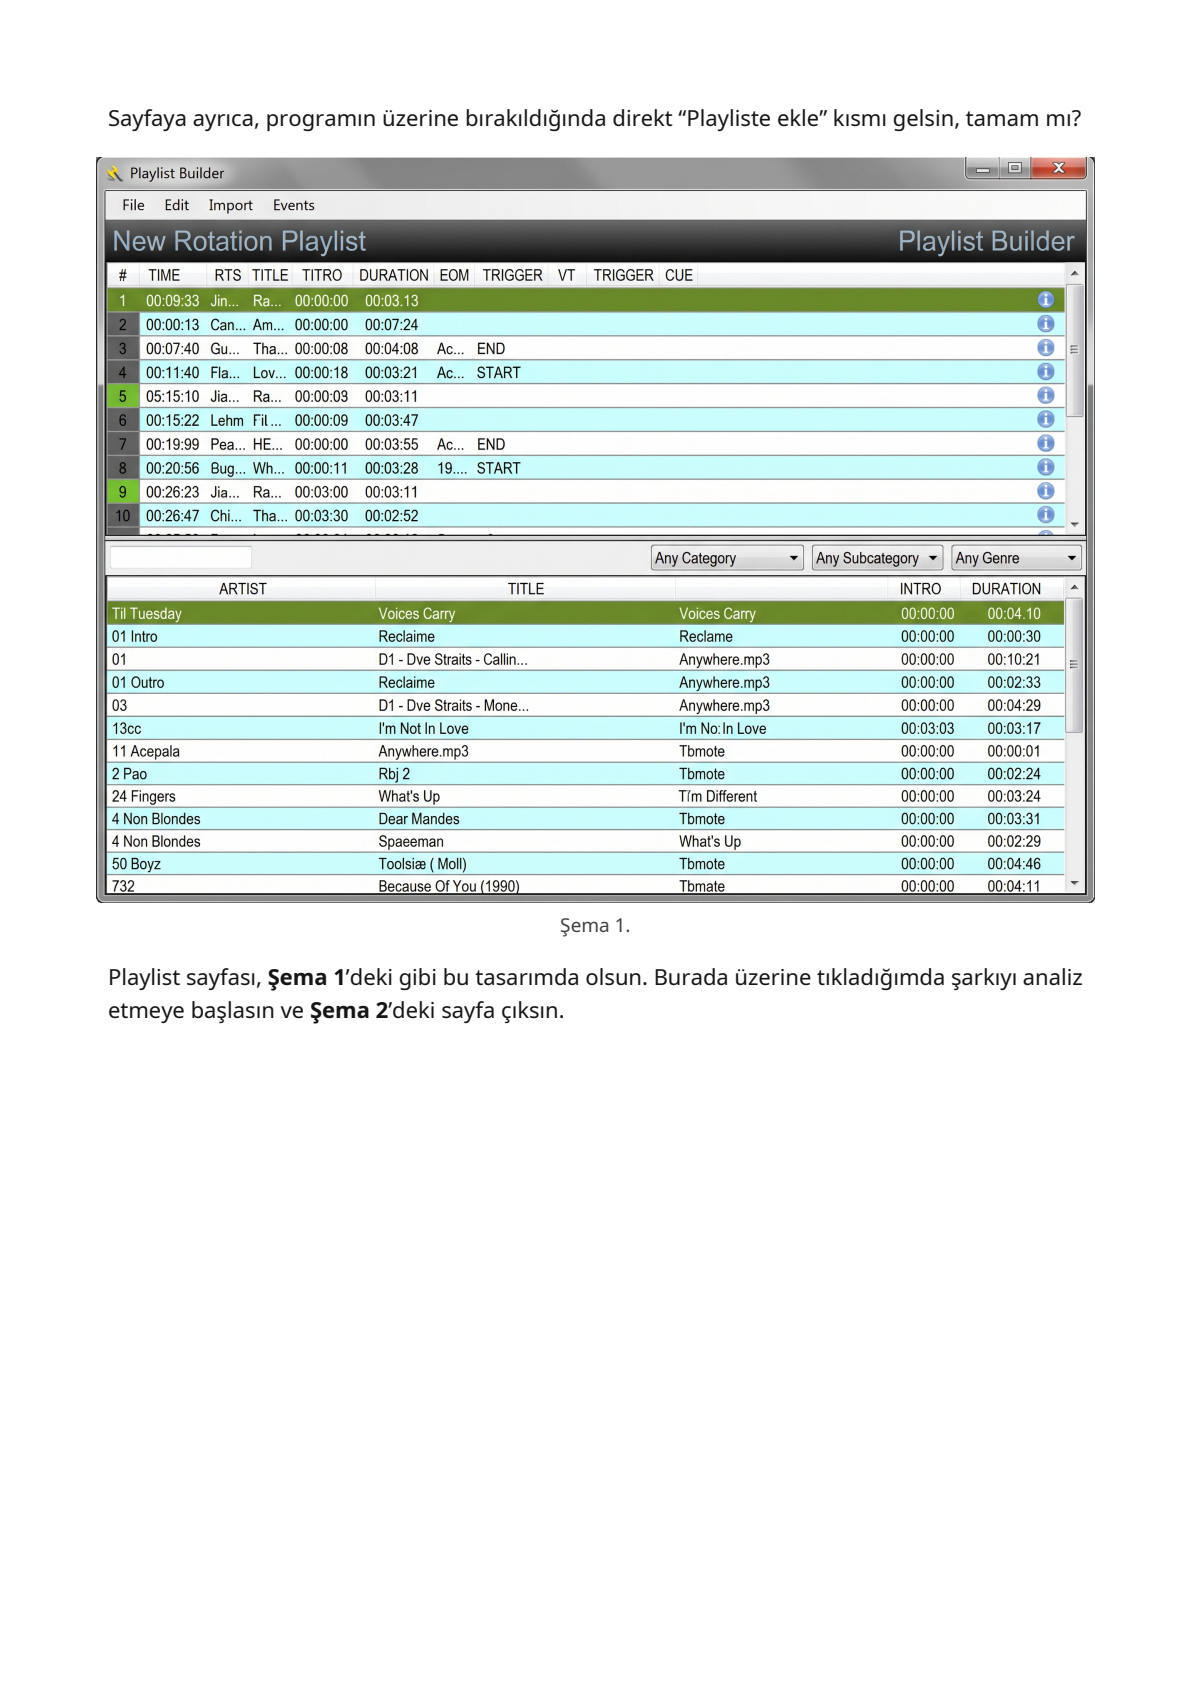 Sayfaya ayrıca, programın üzerine bırakıldığında direkt “Playliste ekle” kısmı gelsin, tamam mı?
Playlist Builder
File Edit Import Events
New Rotation Playlist Playlist Builder
# TIME RTS TITLE TITRO DURATION EOM TRIGGER VT TRIGGER CUE
1 00:09:33 Jin... Ra... 00:00:00 00:03.13
2 00:00:13 Can... Am... 00:00:00 00:07:24
3 00:07:40 Gu... Tha... 00:00:08 00:04:08 Ac... END
4 00:11:40 Fla... Lov... 00:00:18 00:03:21 Ac... START
5 05:15:10 Jia... Ra... 00:00:03 00:03:11
6 00:15:22 Lehm Fil ... 00:00:09 00:03:47
7 00:19:99 Pea... HE... 00:00:00 00:03:55 Ac... END
8 00:20:56 Bug... Wh... 00:00:11 00:03:28 19.... START
9 00:26:23 Jia... Ra... 00:03:00 00:03:11
10 00:26:47 Chi... Tha... 00:03:30 00:02:52
Any Category Any Subcategory Any Genre
ARTIST TITLE INTRO DURATION
Til Tuesday Voices Carry Voices Carry 00:00:00 00:04.10
01 Intro Reclaime Reclame 00:00:00 00:00:30
01 D1 - Dve Straits - Callin... Anywhere.mp3 00:00:00 00:10:21
01 Outro Reclaime Anywhere.mp3 00:00:00 00:02:33
03 D1 - Dve Straits - Mone... Anywhere.mp3 00:00:00 00:04:29
13cc I'm Not In Love I'm No:In Love 00:03:03 00:03:17
11 Acepala Anywhere.mp3 Tbmote 00:00:00 00:00:01
2 Pao Rbj 2 Tbmote 00:00:00 00:02:24
24 Fingers What's Up T/m Different 00:00:00 00:03:24
4 Non Blondes Dear Mandes Tbmote 00:00:00 00:03:31
4 Non Blondes Spaeeman What's Up 00:00:00 00:02:29
50 Boyz Toolsiæ ( Moll) Tbmote 00:00:00 00:04:46
732 Because Of You (1990) Tbmate 00:00:00 00:04:11
Şema 1.
Playlist sayfası, Şema 1’deki gibi bu tasarımda olsun. Burada üzerine tıkladığımda şarkıyı analiz
etmeye başlasın ve Şema 2’deki sayfa çıksın.